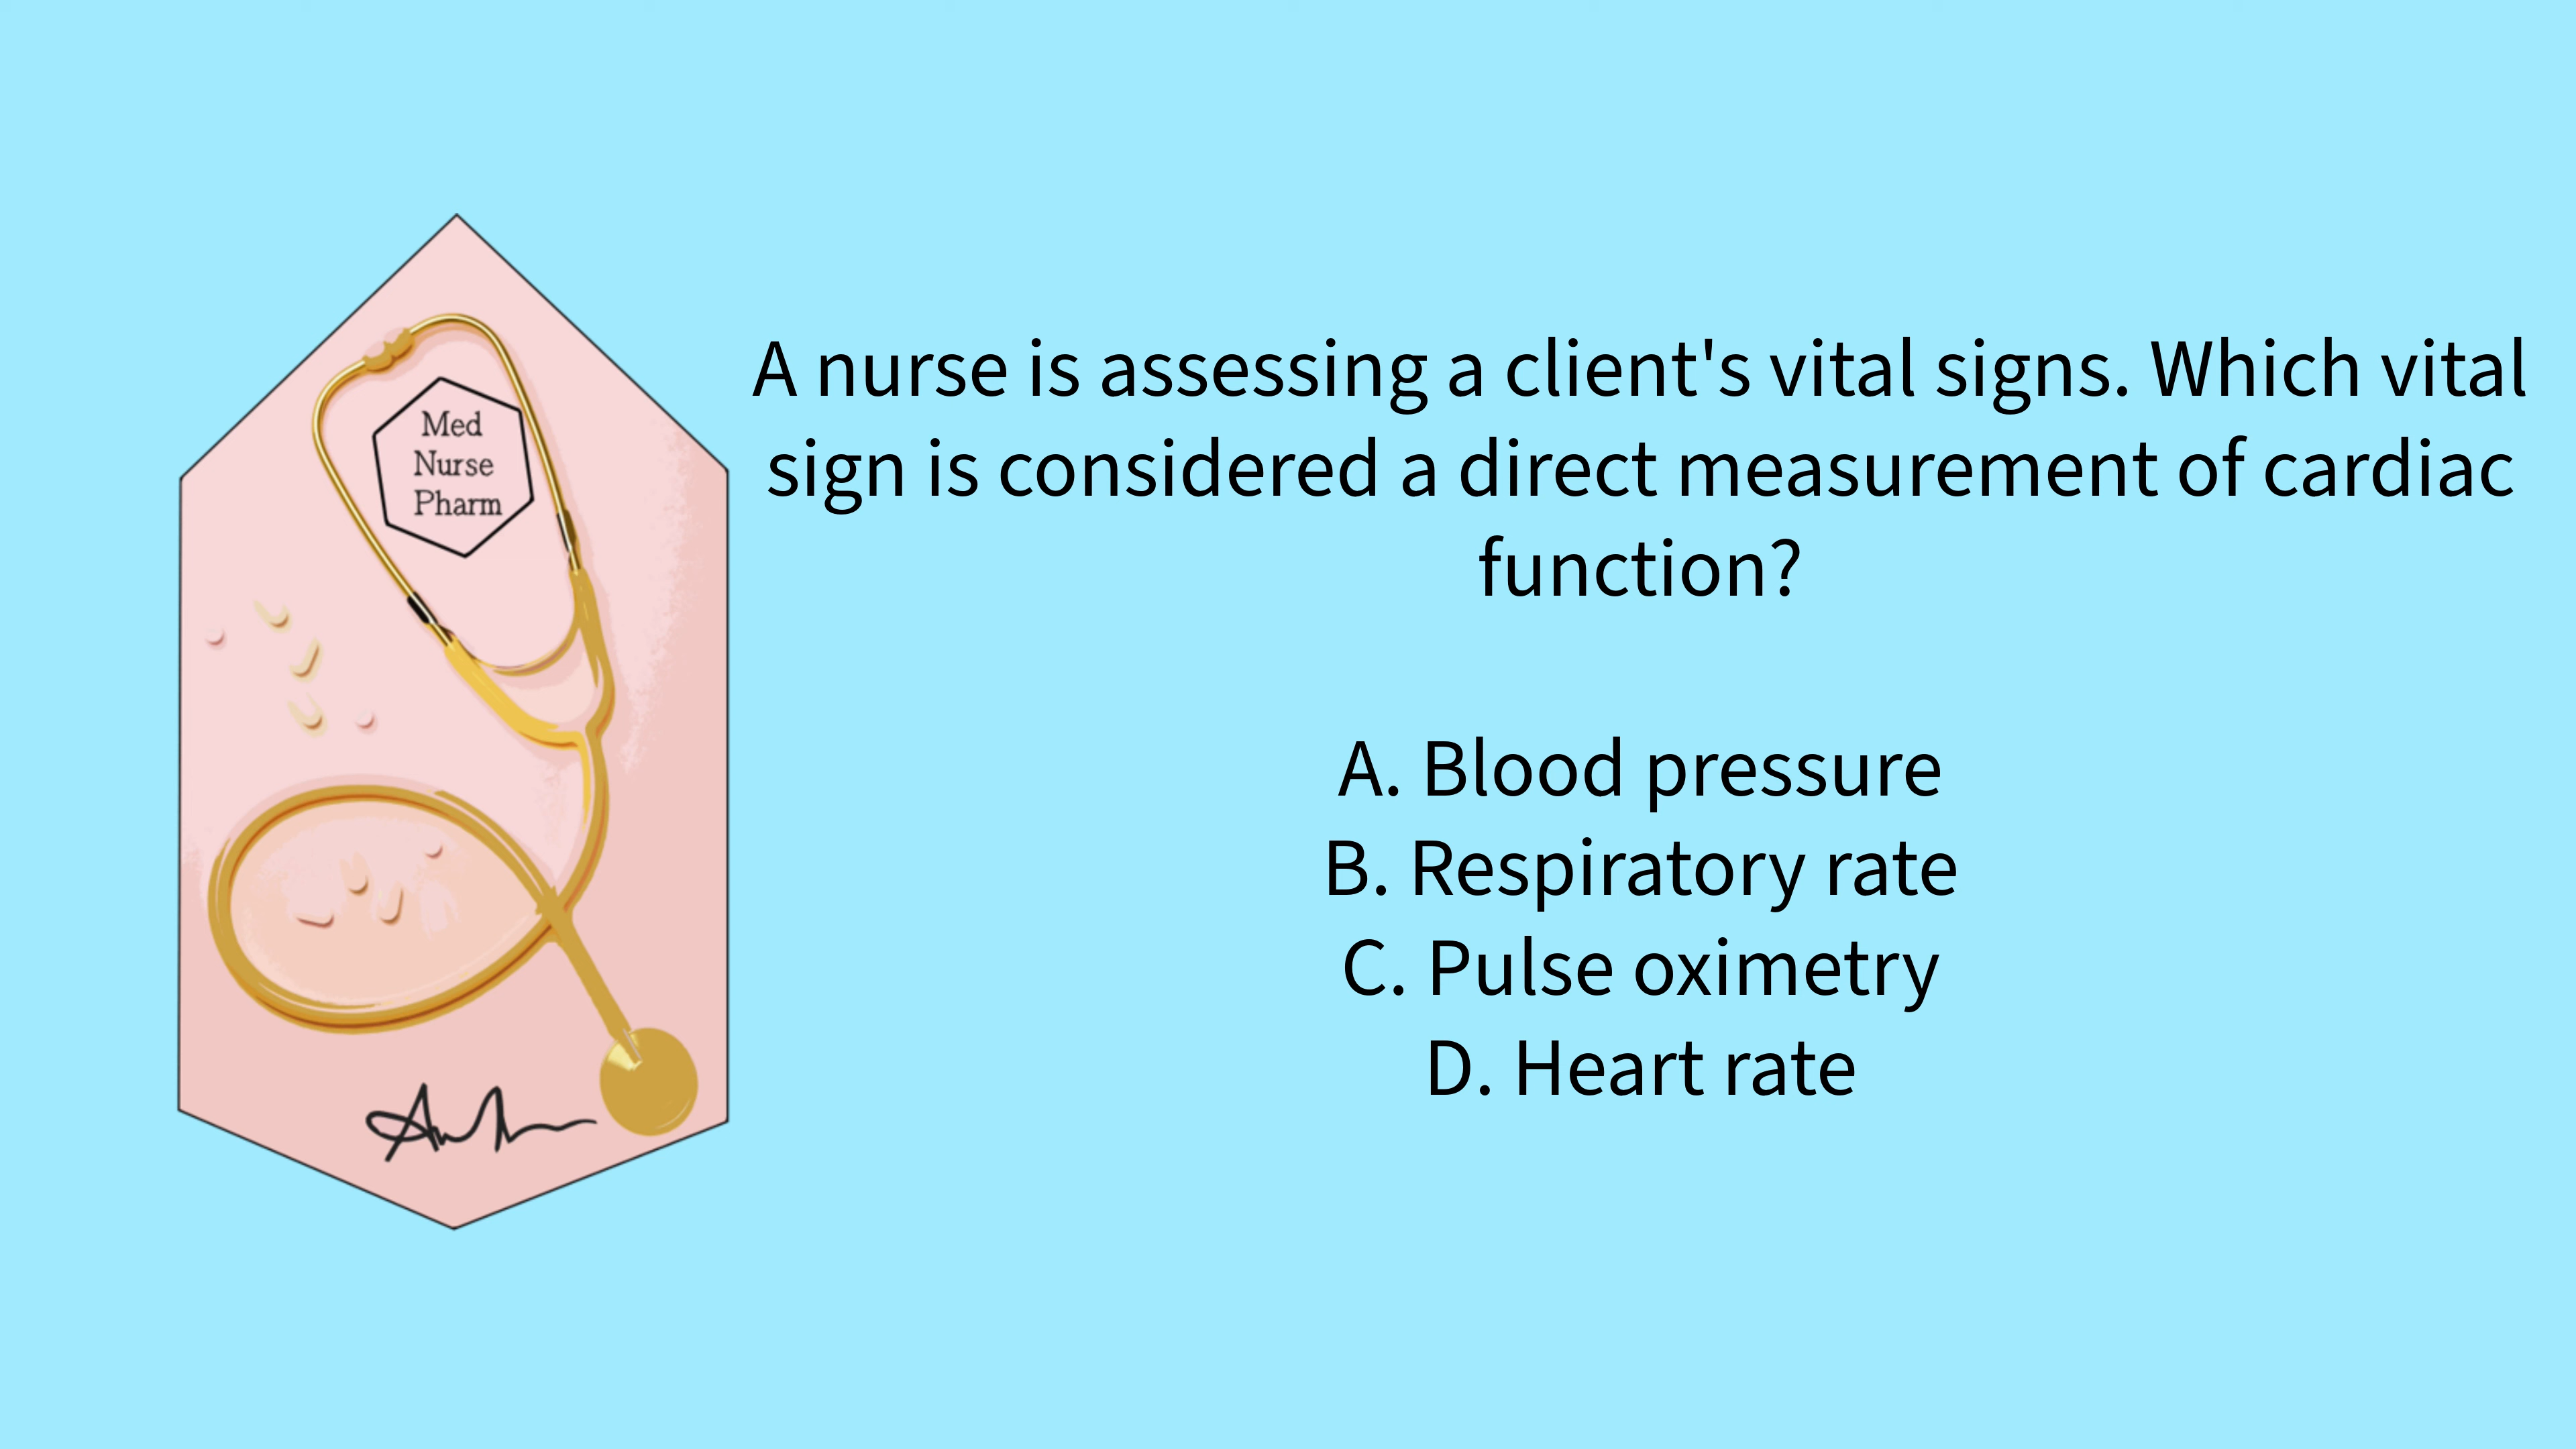 Med
Nurse
Pharm
A nurse is assessing a client's vital signs. Which vital
sign is considered a direct measurement of cardiac
function?
A. Blood pressure
B. Respiratory rate
C. Pulse oximetry
D. Heart rate